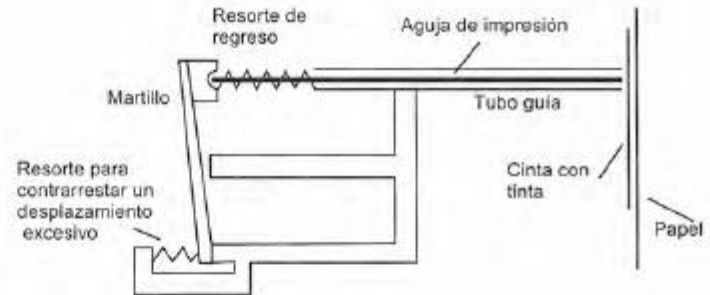 Resorte de
regreso
Aguja de impresión
Martillo
Tubo guía
Resorte para
contrarrestar un
desplazamiento
excesivo
Cinta con
tinta
Papel